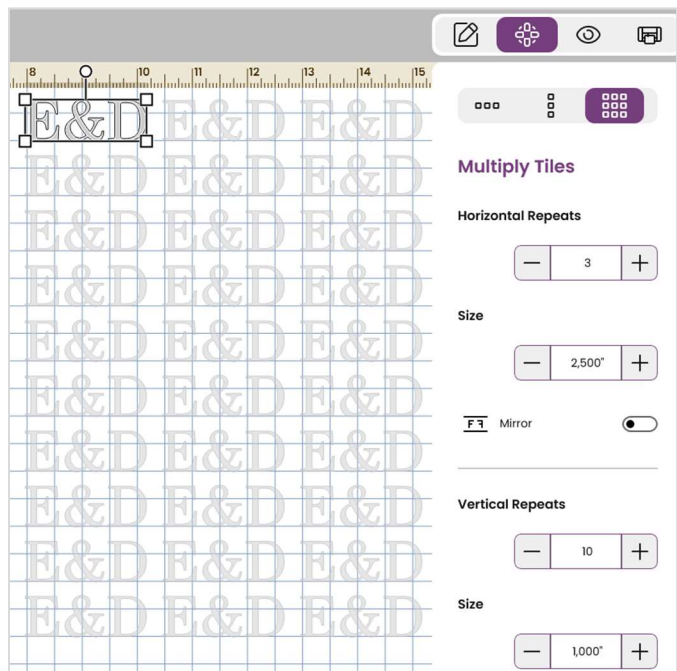 8 10 11 12 13 14 15
E&D E&D E&D
E&D E&D E&D
E&D E&D E&D
E&D E&D E&D
E&D E&D E&D
E&D E&D E&D
E&D E&D E&D
E&D E&D E&D
E&D E&D E&D
E&D E&D E&D
Multiply Tiles
Horizontal Repeats
— 3 +
Size
— 2,500" +
Mirror
Vertical Repeats
— 10 +
Size
— 1,000" +